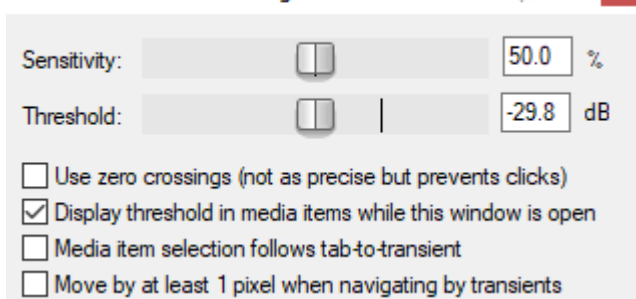 Sensitivity: 50.0 %
Threshold: -29.8 dB
Use zero crossings (not as precise but prevents clicks)
Display threshold in media items while this window is open
Media item selection follows tab-to-transient
Move by at least 1 pixel when navigating by transients